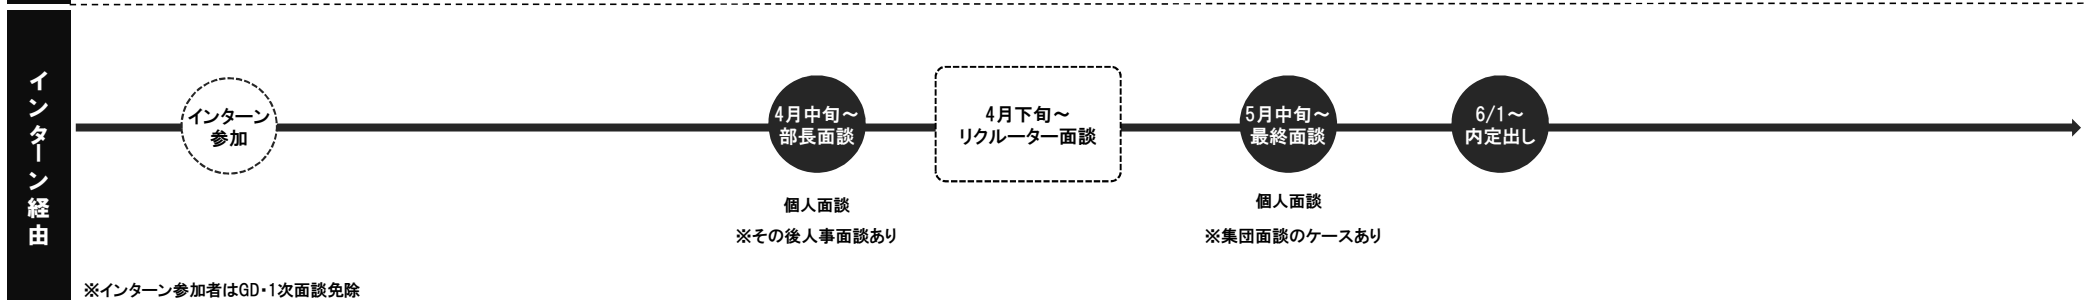 インターン経由
インターン
参加
4月中旬～
部長面談
個人面談
※その後人事面談あり
4月下旬～
リクルーター面談
5月中旬～
最終面談
個人面談
※集団面談のケースあり
6/1～
内定出し
※インターン参加者はGD・1次面談免除